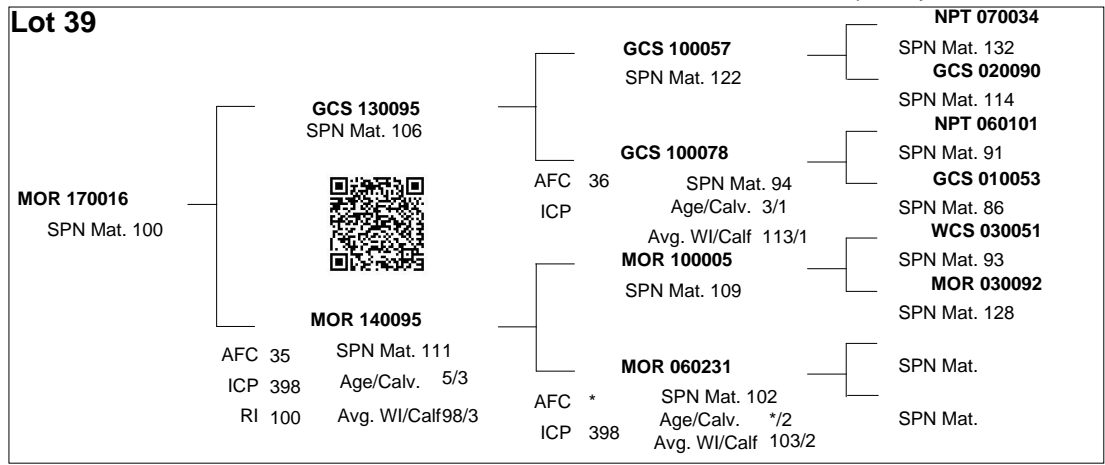 Lot 39
MOR 170016
SPN Mat. 100
GCS 130095
SPN Mat. 106
MOR 140095
AFC 35 SPN Mat. 111
ICP 398 Age/Calv. 5/3
RI 100 Avg. WI/Calf 98/3
GCS 100057
SPN Mat. 122
GCS 100078
AFC 36 SPN Mat. 94
ICP Age/Calv. 3/1
Avg. WI/Calf 113/1
MOR 100005
SPN Mat. 109
MOR 060231
AFC * SPN Mat. 102
Age/Calv. */2
ICP 398 Avg. WI/Calf 103/2
NPT 070034
SPN Mat. 132
GCS 020090
SPN Mat. 114
NPT 060101
SPN Mat. 91
GCS 010053
SPN Mat. 86
WCS 030051
SPN Mat. 93
MOR 030092
SPN Mat. 128
SPN Mat.
SPN Mat.